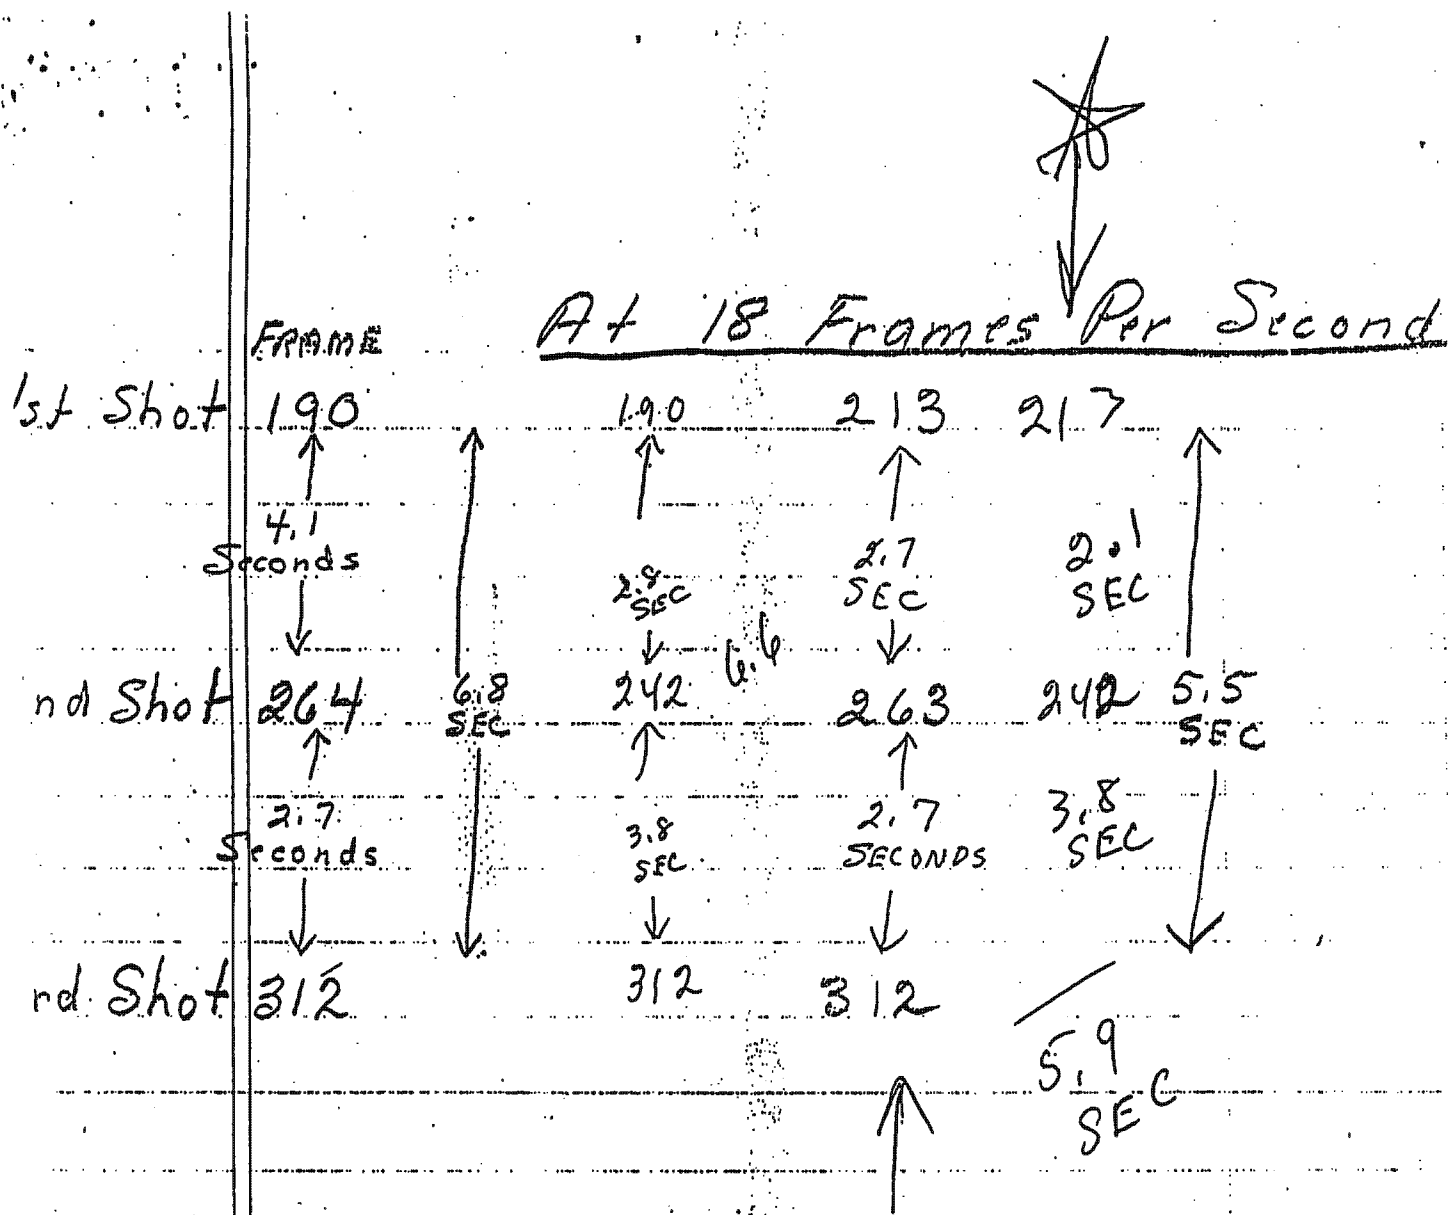 At 18 Frames Per Second
FRAME
1st Shot 190 190 213 217
4.1
Seconds
2.8
SEC
2.7
SEC
2.1
SEC
6.6
nd Shot 264 6.8 SEC 242 263 242 5.5 SEC
2.7
Seconds
3.8
SEC
2.7
SECONDS
3.8
SEC
rd Shot 312 312 312
5.9
SEC